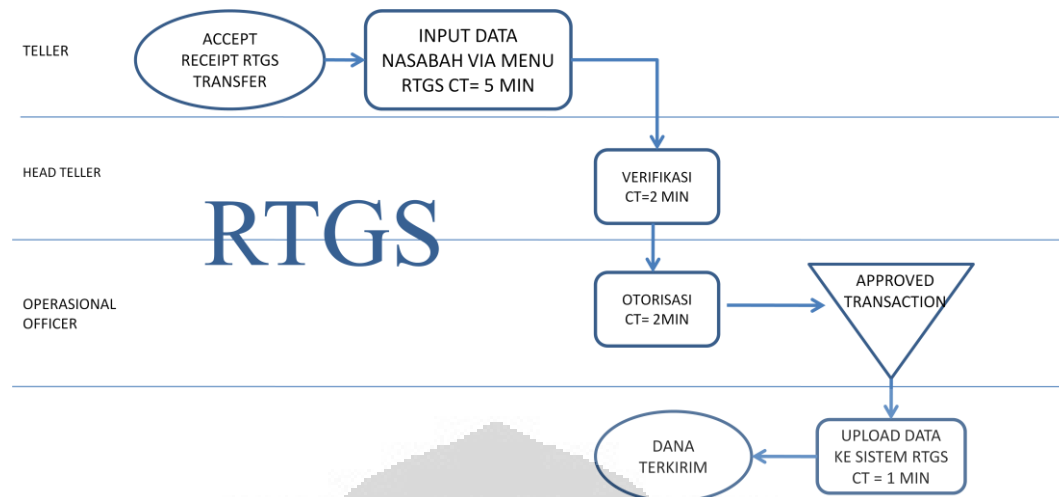 TELLER
ACCEPT
RECEIPT RTGS
TRANSFER
INPUT DATA
NASABAH VIA MENU
RTGS CT= 5 MIN
HEAD TELLER
VERIFIKASI
CT=2 MIN
RTGS
OPERASIONAL
OFFICER
OTORISASI
CT= 2MIN
APPROVED
TRANSACTION
DANA
TERKIRIM
UPLOAD DATA
KE SISTEM RTGS
CT = 1 MIN